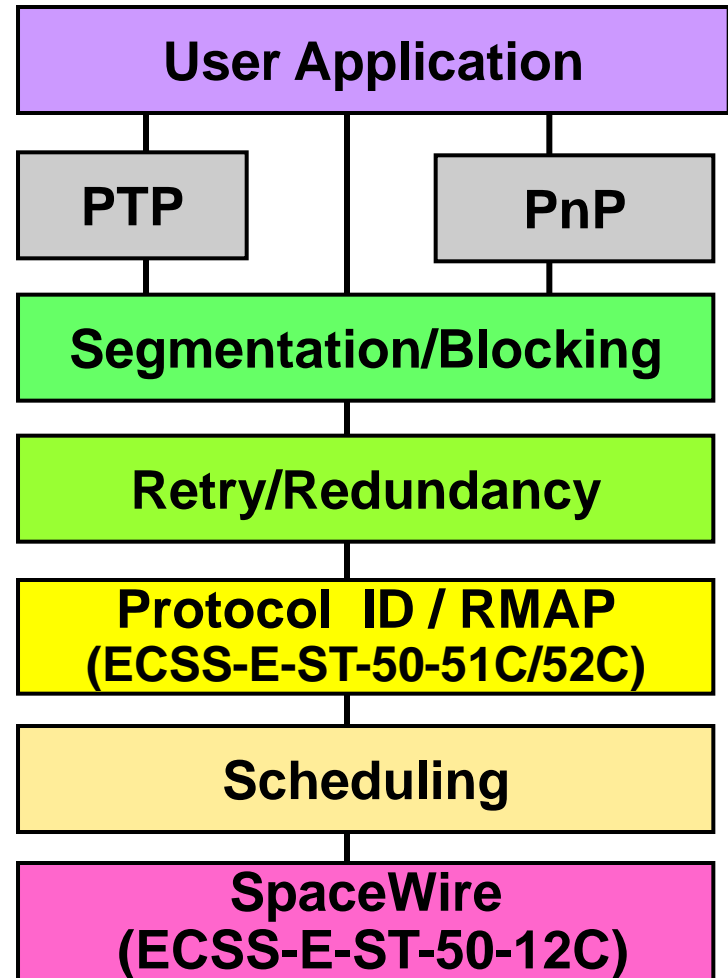 User Application
PTP
PnP
Segmentation/Blocking
Retry/Redundancy
Protocol ID / RMAP
(ECSS-E-ST-50-51C/52C)
Scheduling
SpaceWire
(ECSS-E-ST-50-12C)